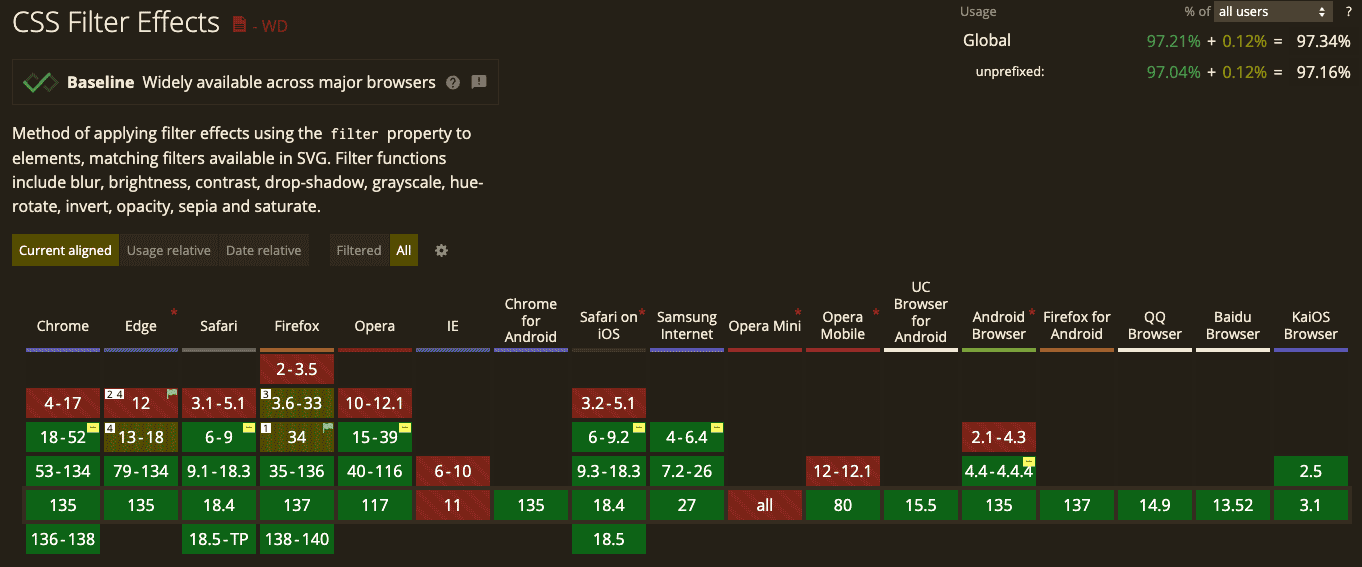 CSS Filter Effects - WD
Usage % of all users ?
Global 97.21% + 0.12% = 97.34%
unprefixed: 97.04% + 0.12% = 97.16%
Baseline Widely available across major browsers ?
Method of applying filter effects using the filter property to
elements, matching filters available in SVG. Filter functions
include blur, brightness, contrast, drop-shadow, grayscale, hue-
rotate, invert, opacity, sepia and saturate.
Current aligned Usage relative Date relative Filtered All
Chrome
Edge *
Safari
Firefox
Opera
IE
Chrome
for
Android
Safari on *
iOS
Samsung
Internet
Opera Mini *
Opera *
Mobile
UC
Browser
for
Android
Android *
Browser
Firefox for
Android
QQ
Browser
Baidu
Browser
KaiOS
Browser
2-3.5
4-17 2 4 12 3.1-5.1 3 3.6-33 10-12.1 3.2-5.1
18-52 4 13-18 6-9 1 34 15-39 6-9.2 4-6.4 2.1-4.3
53-134 79-134 9.1-18.3 35-136 40-116 6-10 9.3-18.3 7.2-26 12-12.1 4.4-4.4.4 2.5
135 135 18.4 137 117 11 135 18.4 27 all 80 15.5 135 137 14.9 13.52 3.1
136-138 18.5-TP 138-140 18.5